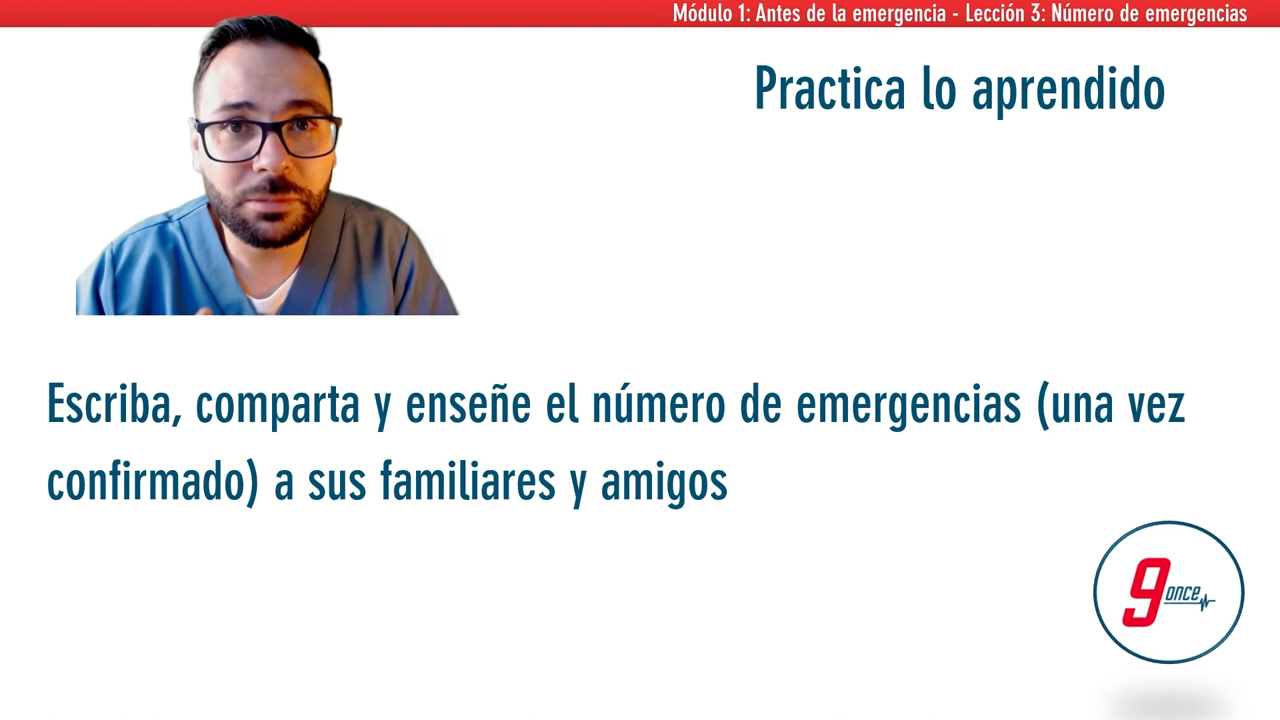 Módulo 1: Antes de la emergencia - Lección 3: Número de emergencias
Practica lo aprendido
Escriba, comparta y enseñe el número de emergencias (una vez
confirmado) a sus familiares y amigos
9 once